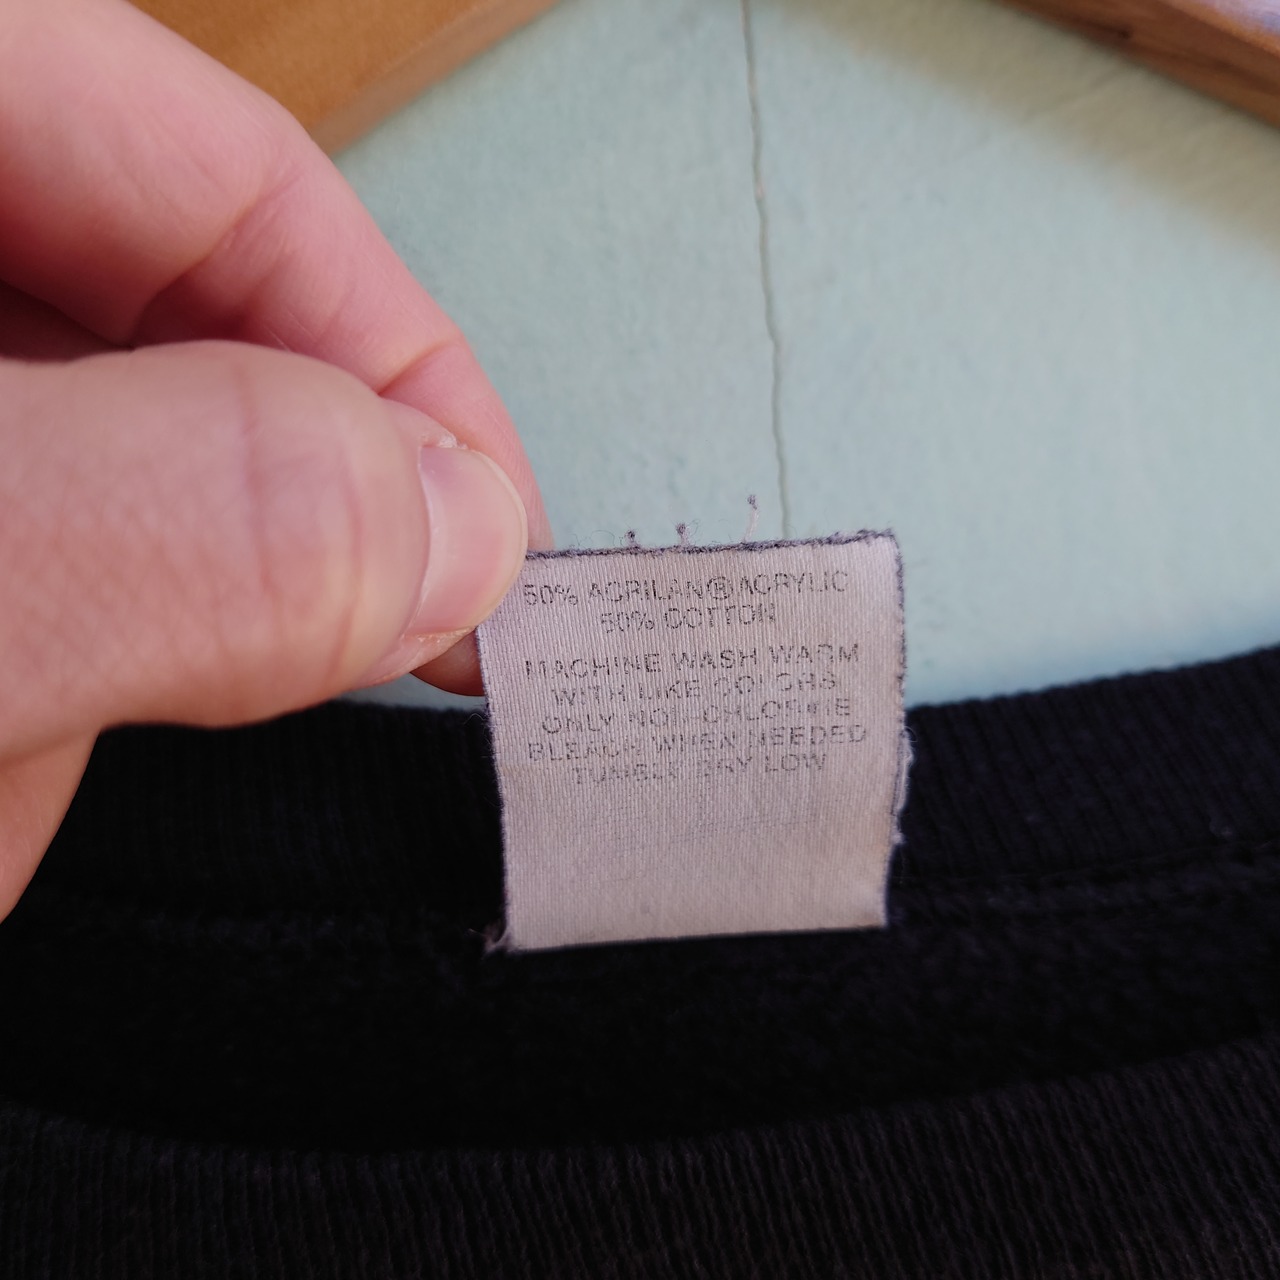 50% ACRILAN® ACRYLIC
50% COTTON
MACHINE WASH WARM
WITH LIKE COLORS
ONLY NON-CHLORINE
BLEACH WHEN NEEDED
TUMBLE DRY LOW